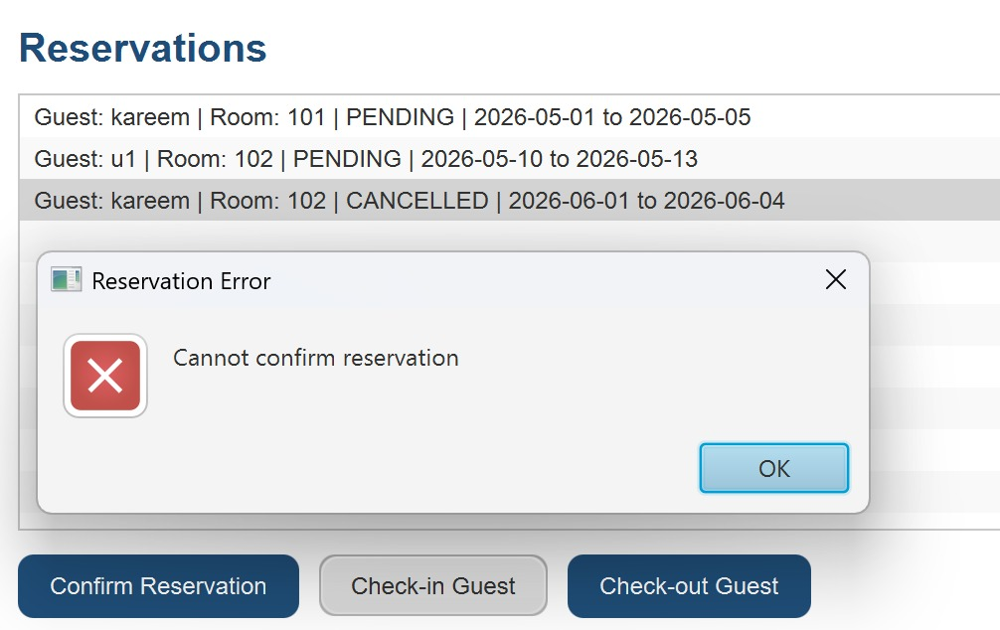 Reservations
Guest: kareem | Room: 101 | PENDING | 2026-05-01 to 2026-05-05
Guest: u1 | Room: 102 | PENDING | 2026-05-10 to 2026-05-13
Guest: kareem | Room: 102 | CANCELLED | 2026-06-01 to 2026-06-04
Reservation Error
Cannot confirm reservation
OK
Confirm Reservation
Check-in Guest
Check-out Guest